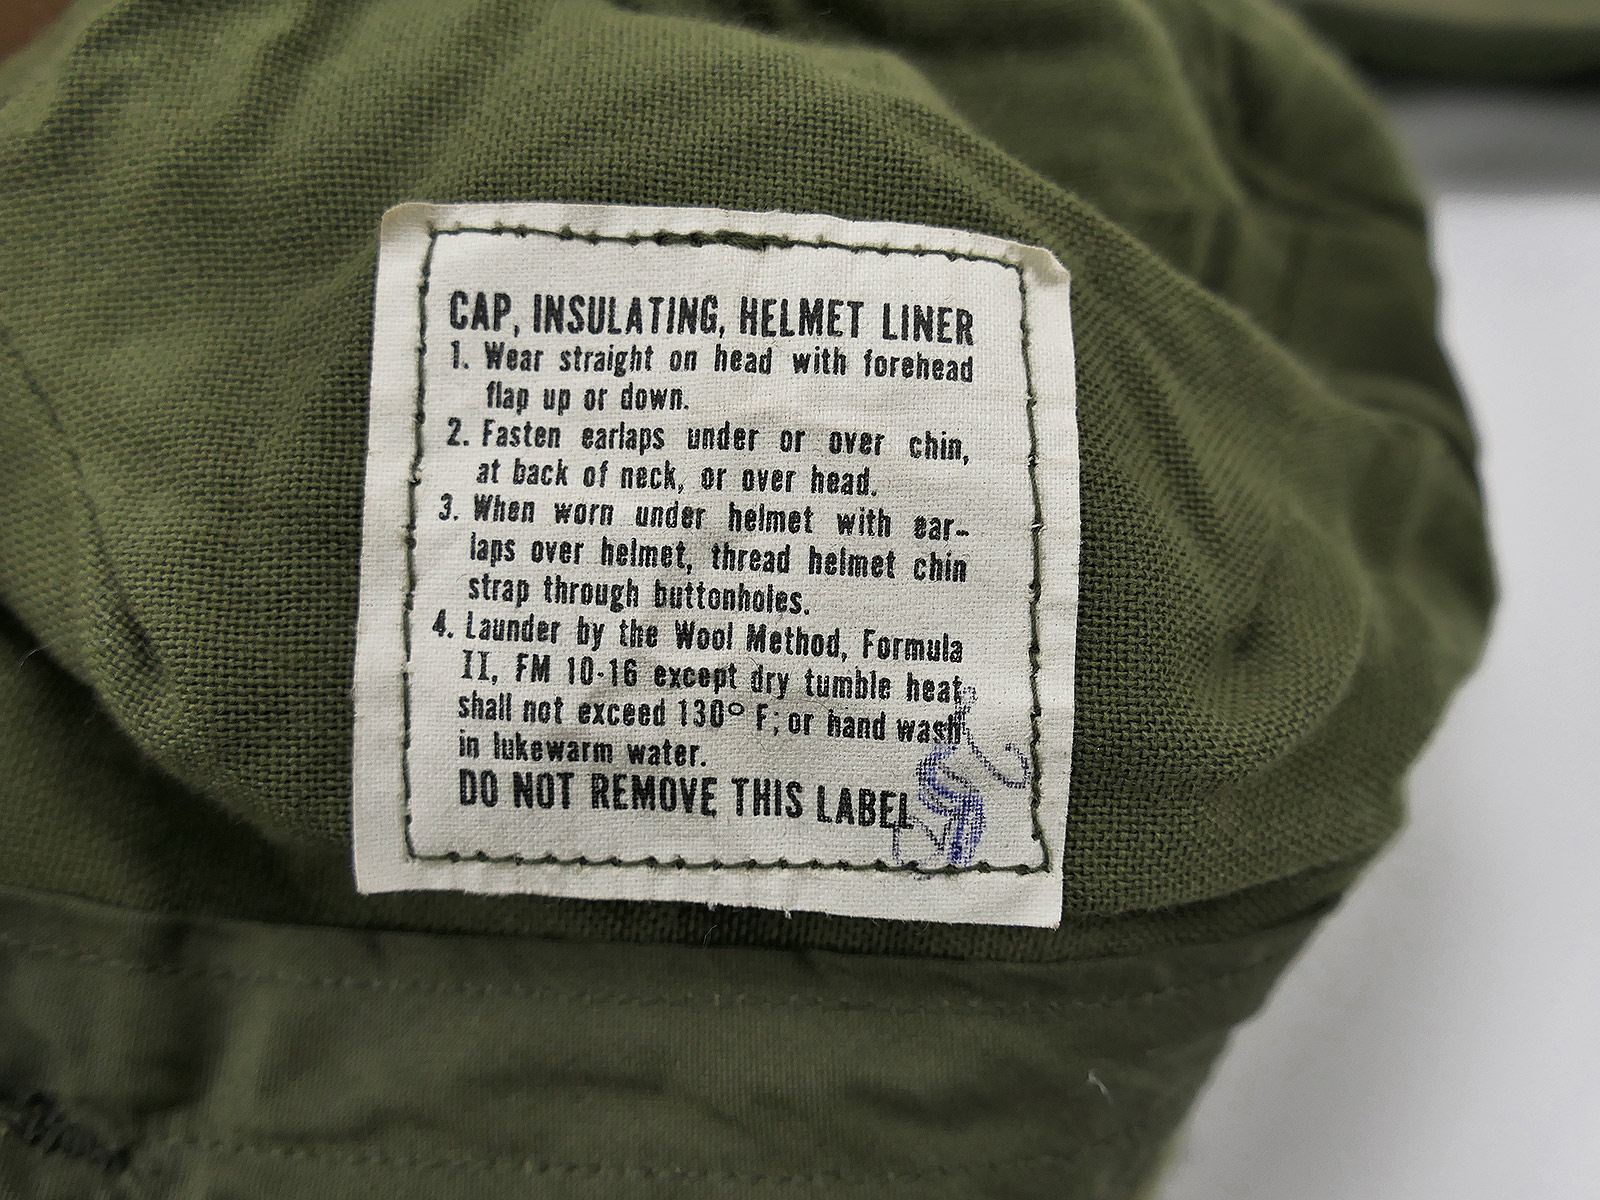 CAP, INSULATING, HELMET LINER
1. Wear straight on head with forehead
flap up or down.
2. Fasten earlaps under or over chin,
at back of neck, or over head.
3. When worn under helmet with ear-
laps over helmet, thread helmet chin
strap through buttonholes.
4. Launder by the Wool Method, Formula
II, FM 10-16 except dry tumble heat
shall not exceed 130° F; or hand wash
in lukewarm water.
DO NOT REMOVE THIS LABEL